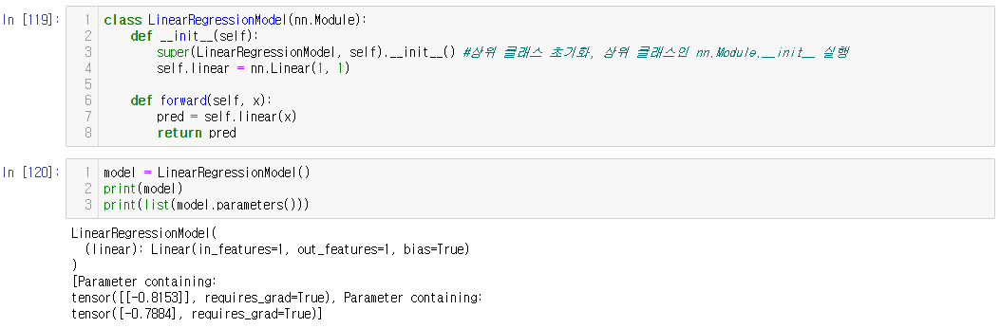 In [119]:
1 class LinearRegressionModel(nn.Module):
2     def __init__(self):
3         super(LinearRegressionModel, self).__init__() #상위 클래스 초기화, 상위 클래스인 nn.Module.__init__ 실행
4         self.linear = nn.Linear(1, 1)
5
6     def forward(self, x):
7         pred = self.linear(x)
8         return pred
In [120]:
1 model = LinearRegressionModel()
2 print(model)
3 print(list(model.parameters()))
LinearRegressionModel(
  (linear): Linear(in_features=1, out_features=1, bias=True)
)
[Parameter containing:
tensor([[-0.8153]], requires_grad=True), Parameter containing:
tensor([-0.7884], requires_grad=True)]